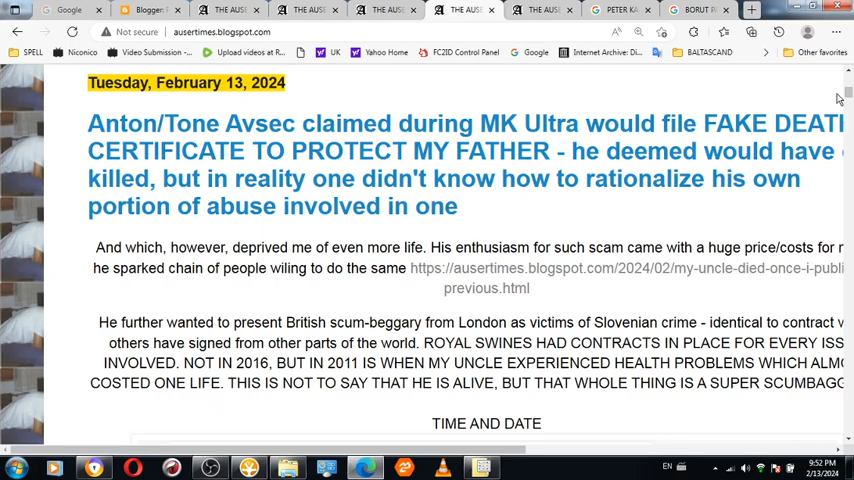 Google
Blogger: P
THE AUSE
THE AUSE
THE AUSE
THE AUSE
THE AUSE
PETER KA
BORUT P
Not secure
ausertimes.blogspot.com
SPELL
Niconico
Video Submission -
Upload videos at R...
UK
Yahoo Home
FC2ID Control Panel
Google
Internet Archive: Di...
BALTASCAND
Other favorites
Tuesday, February 13, 2024
Anton/Tone Avsec claimed during MK Ultra would file FAKE DEATH
CERTIFICATE TO PROTECT MY FATHER - he deemed would have
killed, but in reality one didn't know how to rationalize his own
portion of abuse involved in one
And which, however, deprived me of even more life. His enthusiasm for such scam came with a huge price/costs for
he sparked chain of people wiling to do the same https://ausertimes.blogspot.com/2024/02/my-uncle-died-once-i-publi
previous.html
He further wanted to present British scum-beggary from London as victims of Slovenian crime - identical to contract
others have signed from other parts of the world. ROYAL SWINES HAD CONTRACTS IN PLACE FOR EVERY ISS
INVOLVED. NOT IN 2016, BUT IN 2011 IS WHEN MY UNCLE EXPERIENCED HEALTH PROBLEMS WHICH ALMO
COSTED ONE LIFE. THIS IS NOT TO SAY THAT HE IS ALIVE, BUT THAT WHOLE THING IS A SUPER SCUMBAGG
TIME AND DATE
EN
9:52 PM
2/13/2024